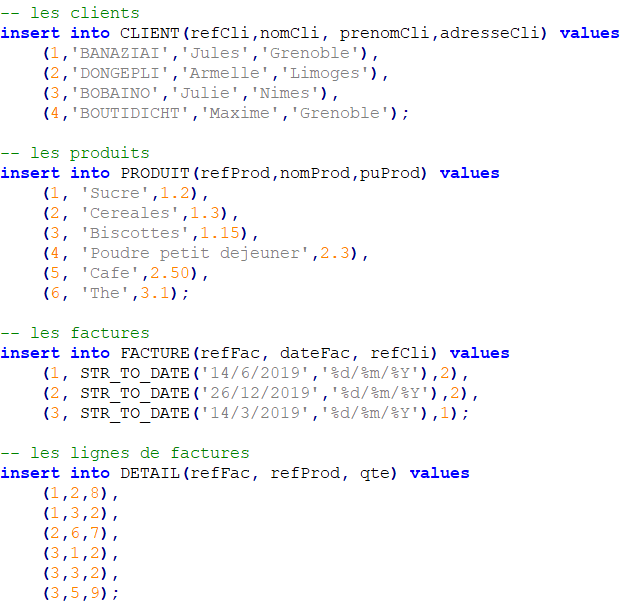 -- les clients
insert into CLIENT(refCli,nomCli, prenomCli,adresseCli) values
(1,'BANAZIAI','Jules','Grenoble'),
(2,'DONGEPLI','Armelle','Limoges'),
(3,'BOBAINO','Julie','Nimes'),
(4,'BOUTIDICHT','Maxime','Grenoble');
-- les produits
insert into PRODUIT(refProd,nomProd,puProd) values
(1, 'Sucre',1.2),
(2, 'Cereales',1.3),
(3, 'Biscottes',1.15),
(4, 'Poudre petit dejeuner',2.3),
(5, 'Cafe',2.50),
(6, 'The',3.1);
-- les factures
insert into FACTURE(refFac, dateFac, refCli) values
(1, STR_TO_DATE('14/6/2019','%d/%m/%Y'),2),
(2, STR_TO_DATE('26/12/2019','%d/%m/%Y'),2),
(3, STR_TO_DATE('14/3/2019','%d/%m/%Y'),1);
-- les lignes de factures
insert into DETAIL(refFac, refProd, qte) values
(1,2,8),
(1,3,2),
(2,6,7),
(3,1,2),
(3,3,2),
(3,5,9);